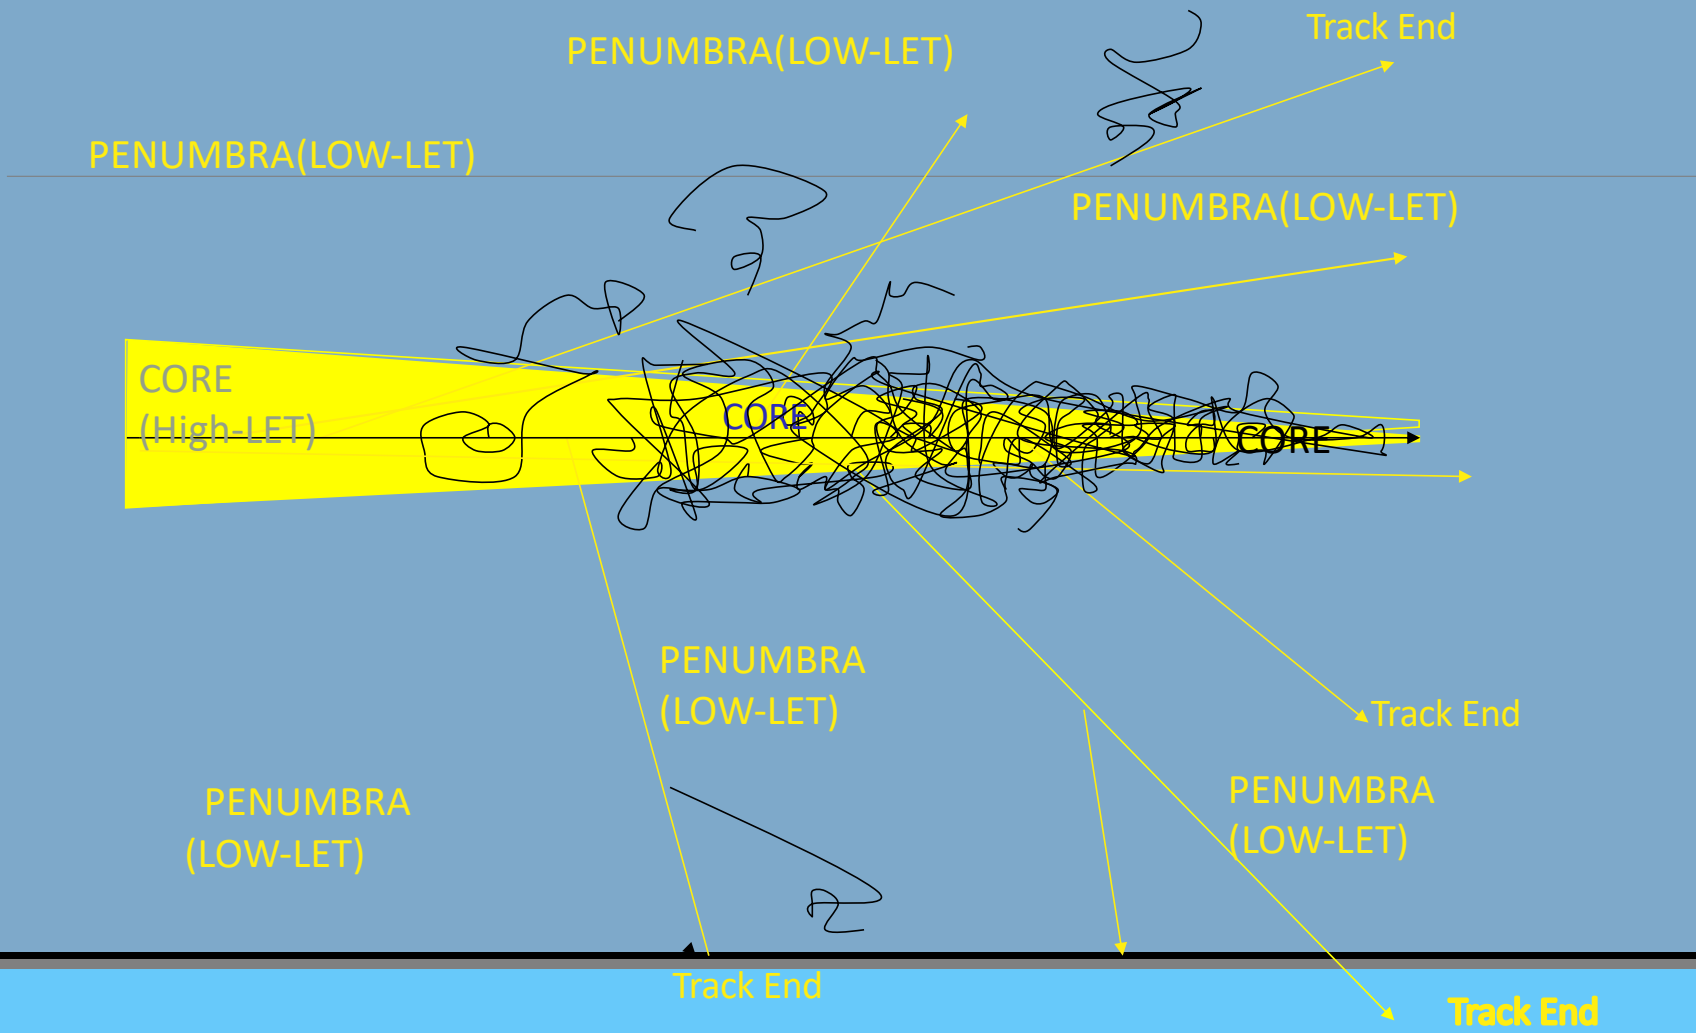 Track End
PENUMBRA(LOW-LET)
PENUMBRA(LOW-LET)
PENUMBRA(LOW-LET)
CORE
(High-LET)
CORE
CORE
PENUMBRA
(LOW-LET)
Track End
PENUMBRA
(LOW-LET)
PENUMBRA
(LOW-LET)
Track End
Track End